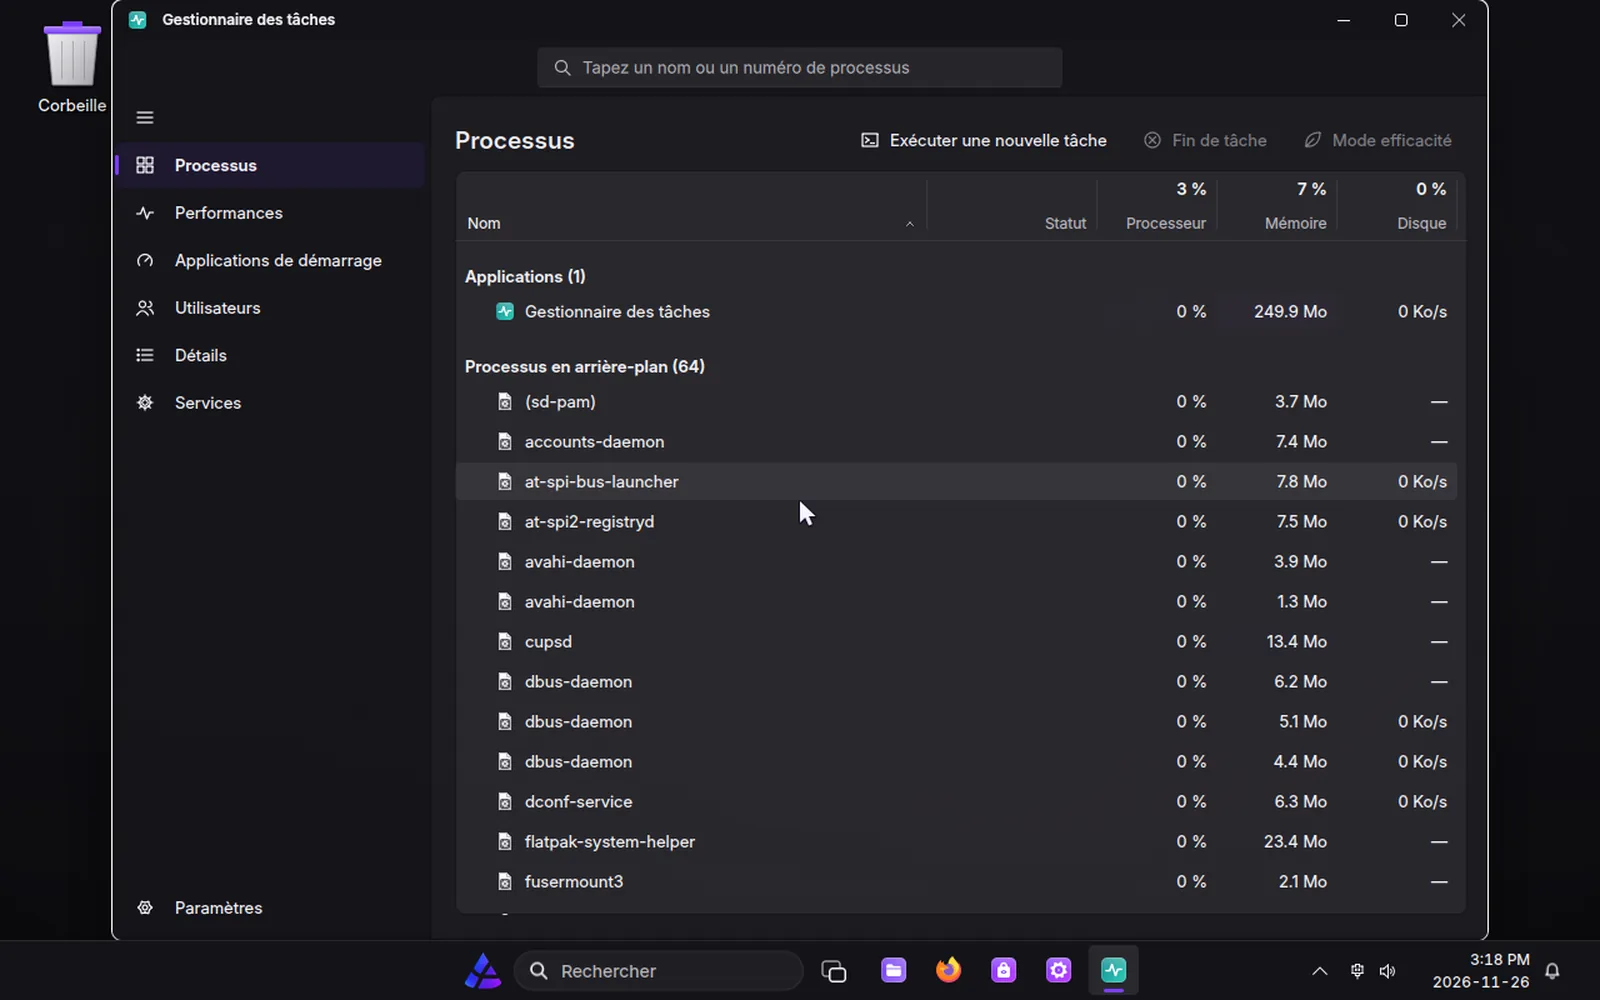 Corbeille
Gestionnaire des tâches
Tapez un nom ou un numéro de processus
Processus
Performances
Applications de démarrage
Utilisateurs
Détails
Services
Paramètres
Processus
Exécuter une nouvelle tâche
Fin de tâche
Mode efficacité
3 % 7 % 0 %
Nom Statut Processeur Mémoire Disque
Applications (1)
Gestionnaire des tâches 0 % 249.9 Mo 0 Ko/s
Processus en arrière-plan (64)
(sd-pam) 0 % 3.7 Mo —
accounts-daemon 0 % 7.4 Mo —
at-spi-bus-launcher 0 % 7.8 Mo 0 Ko/s
at-spi2-registryd 0 % 7.5 Mo 0 Ko/s
avahi-daemon 0 % 3.9 Mo —
avahi-daemon 0 % 1.3 Mo —
cupsd 0 % 13.4 Mo —
dbus-daemon 0 % 6.2 Mo —
dbus-daemon 0 % 5.1 Mo 0 Ko/s
dbus-daemon 0 % 4.4 Mo 0 Ko/s
dconf-service 0 % 6.3 Mo 0 Ko/s
flatpak-system-helper 0 % 23.4 Mo —
fusermount3 0 % 2.1 Mo —
Rechercher
3:18 PM
2026-11-26